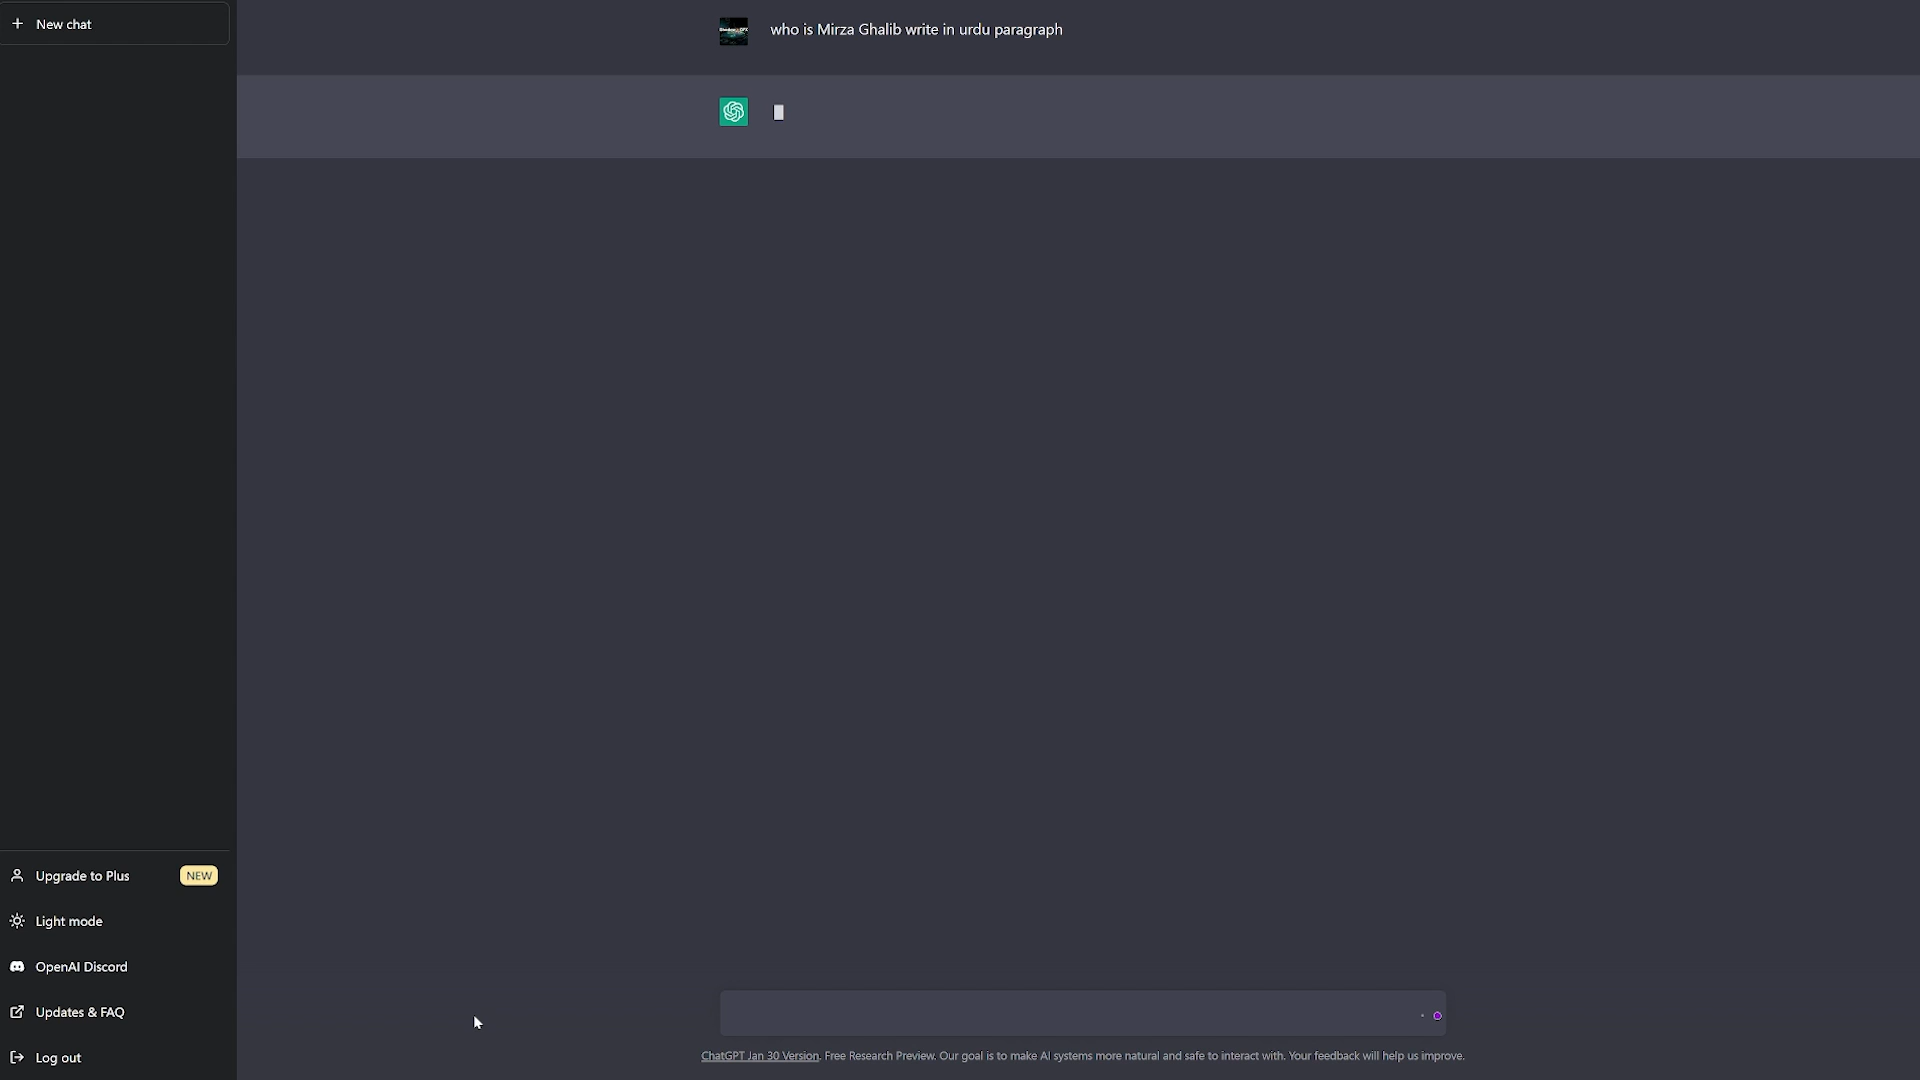 New chat
who is Mirza Ghalib write in urdu paragraph
Upgrade to Plus NEW
Light mode
OpenAI Discord
Updates & FAQ
Log out
ChatGPT Jan 30 Version. Free Research Preview. Our goal is to make AI systems more natural and safe to interact with. Your feedback will help us improve.